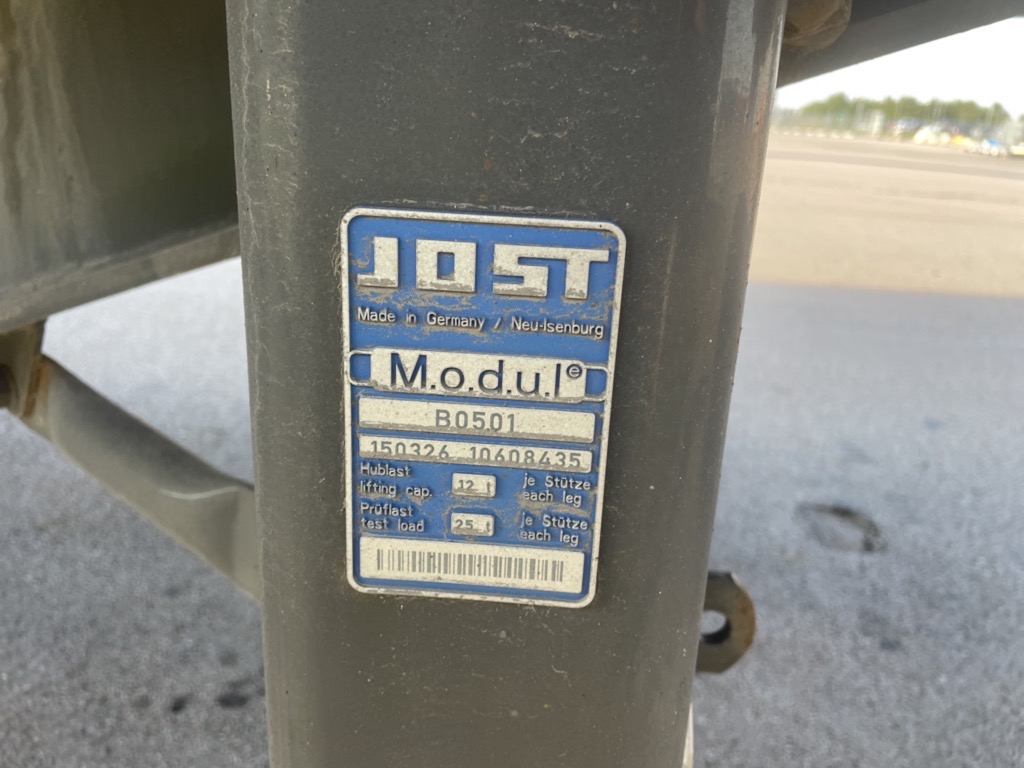 JOST
Made in Germany / Neu-Isenburg
M.o.d.u.l e
B0501
150326 10608435
Hublast 12 t je Stütze
lifting cap. each leg
Prüflast 25 t je Stütze
test load each leg